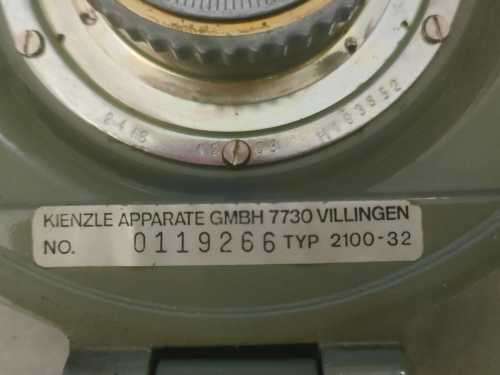 KIENZLE APPARATE GMBH 7730 VILLINGEN
NO. 0119266 TYP 2100-32